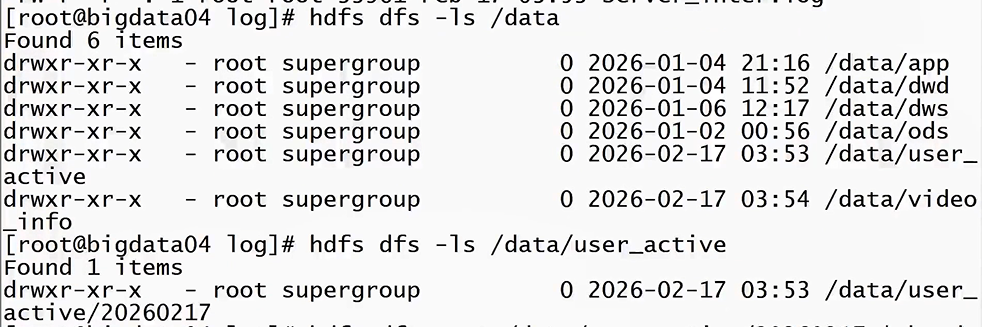 [root@bigdata04 log]# hdfs dfs -ls /data
Found 6 items
drwxr-xr-x   - root supergroup          0 2026-01-04 21:16 /data/app
drwxr-xr-x   - root supergroup          0 2026-01-04 11:52 /data/dwd
drwxr-xr-x   - root supergroup          0 2026-01-06 12:17 /data/dws
drwxr-xr-x   - root supergroup          0 2026-01-02 00:56 /data/ods
drwxr-xr-x   - root supergroup          0 2026-02-17 03:53 /data/user_
active
drwxr-xr-x   - root supergroup          0 2026-02-17 03:54 /data/video
_info
[root@bigdata04 log]# hdfs dfs -ls /data/user_active
Found 1 items
drwxr-xr-x   - root supergroup          0 2026-02-17 03:53 /data/user_
active/20260217